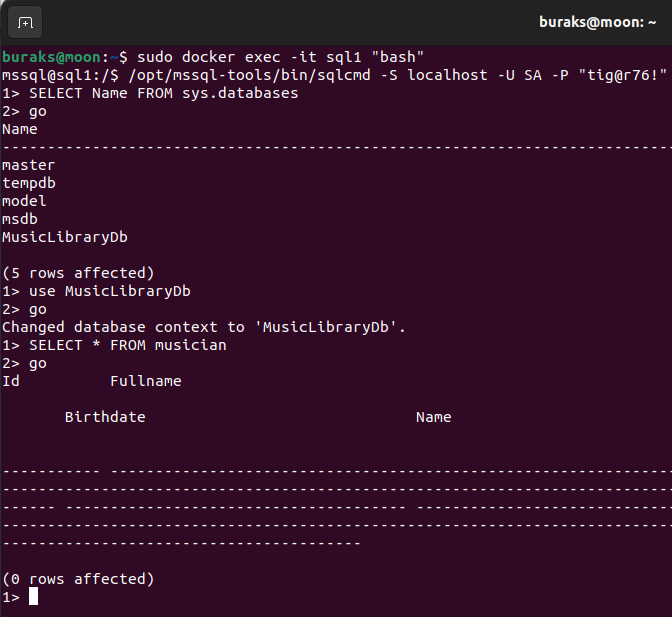 buraks@moon: ~
buraks@moon:~$ sudo docker exec -it sql1 "bash"
mssql@sql1:/$ /opt/mssql-tools/bin/sqlcmd -S localhost -U SA -P "tig@r76!"
1> SELECT Name FROM sys.databases
2> go
Name
--------------------------------------------------------------------------
master
tempdb
model
msdb
MusicLibraryDb
(5 rows affected)
1> use MusicLibraryDb
2> go
Changed database context to 'MusicLibraryDb'.
1> SELECT * FROM musician
2> go
Id          Fullname
       Birthdate                              Name
----------- --------------------------------------------------------------
--------------------------------------------------------------------------
------ -------------------------------------- ----------------------------
--------------------------------------------------------------------------
----------------------------------------
(0 rows affected)
1>